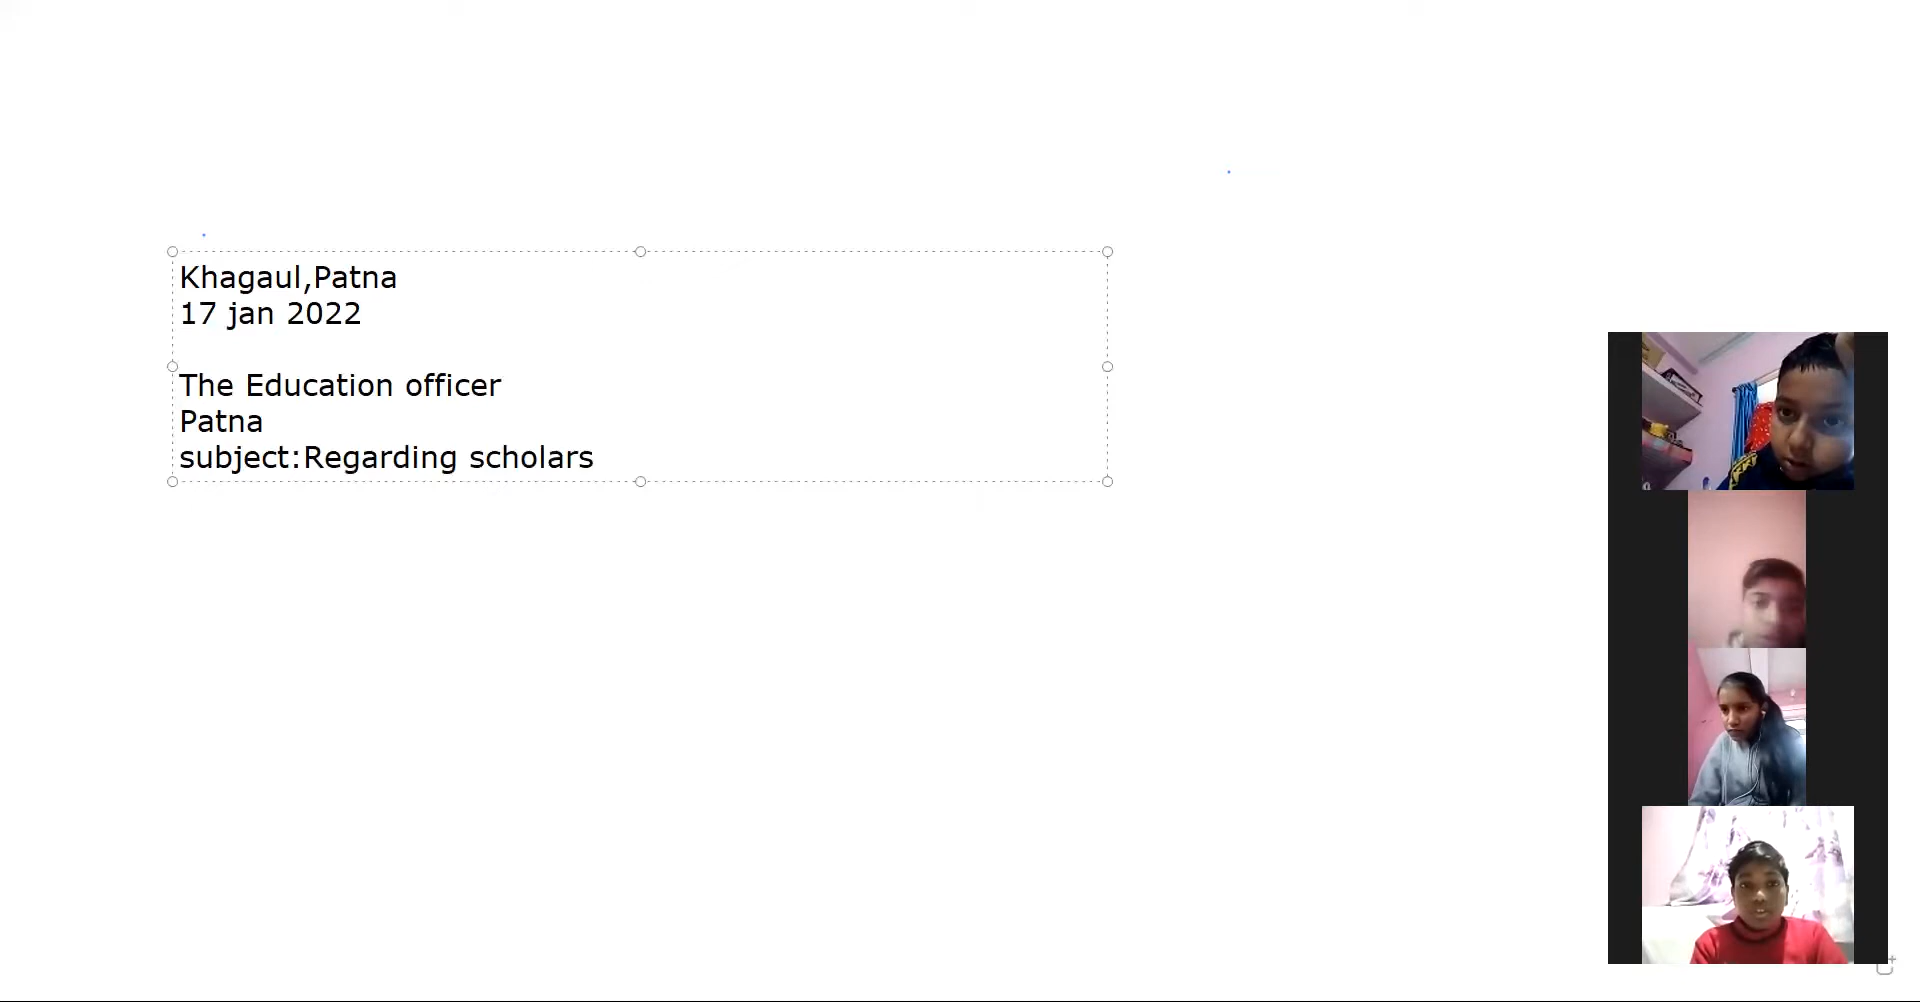 Khagaul,Patna
17 jan 2022
The Education officer
Patna
subject:Regarding scholars